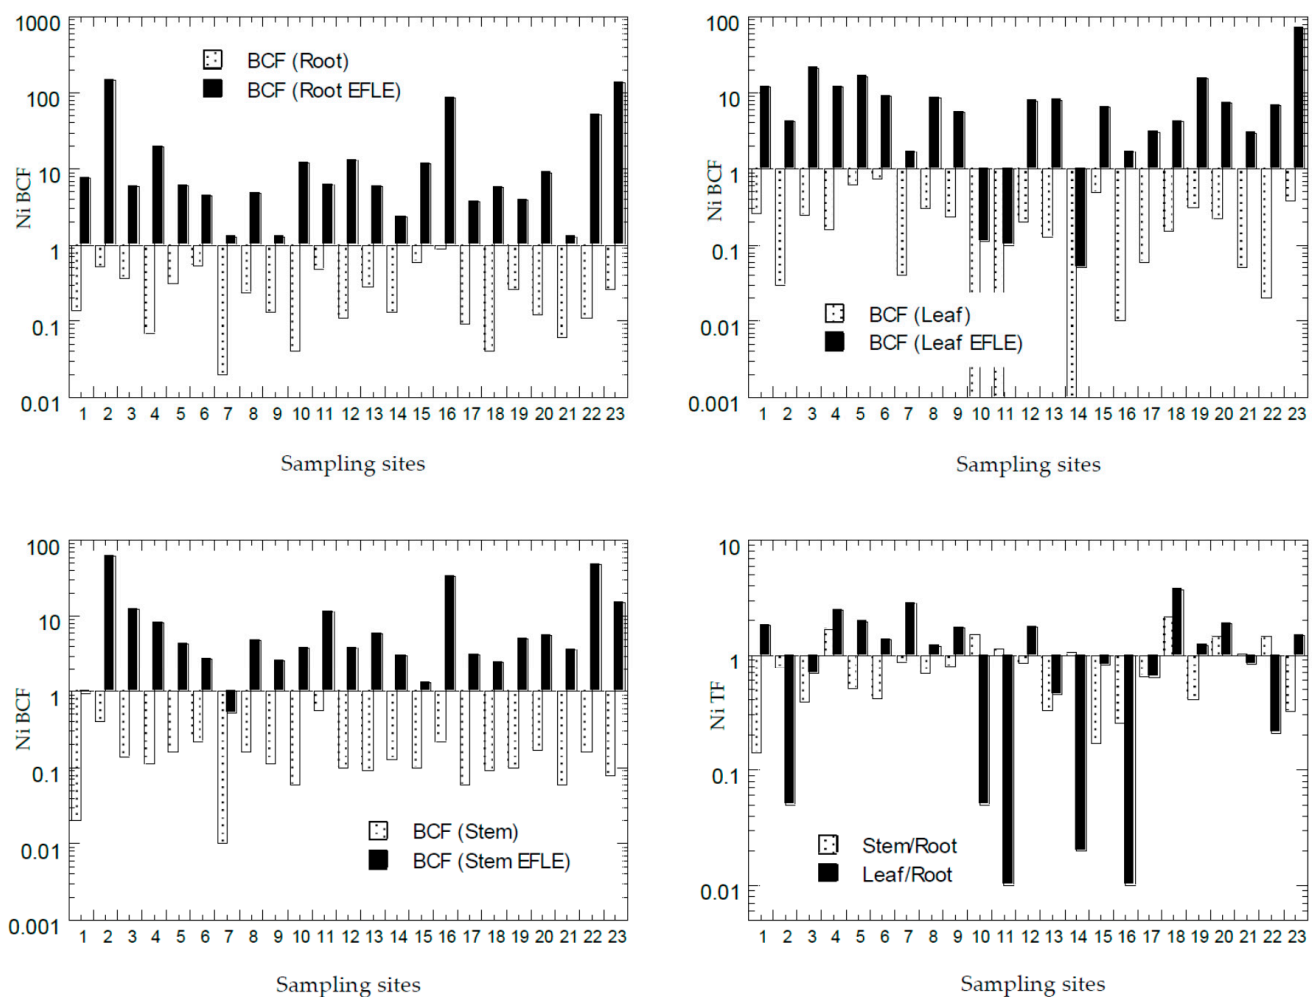 1000
100
10
1
0.1
0.01
Ni BCF
BCF (Root)
BCF (Root EFLE)
1 2 3 4 5 6 7 8 9 10 11 12 13 14 15 16 17 18 19 20 21 22 23
Sampling sites
100
10
1
0.1
0.01
0.001
Ni BCF
BCF (Leaf)
BCF (Leaf EFLE)
1 2 3 4 5 6 7 8 9 10 11 12 13 14 15 16 17 18 19 20 21 22 23
Sampling sites
100
10
1
0.1
0.01
0.001
Ni BCF
BCF (Stem)
BCF (Stem EFLE)
1 2 3 4 5 6 7 8 9 10 11 12 13 14 15 16 17 18 19 20 21 22 23
Sampling sites
10
1
0.1
0.01
Ni TF
Stem/Root
Leaf/Root
1 2 3 4 5 6 7 8 9 10 11 12 13 14 15 16 17 18 19 20 21 22 23
Sampling sites